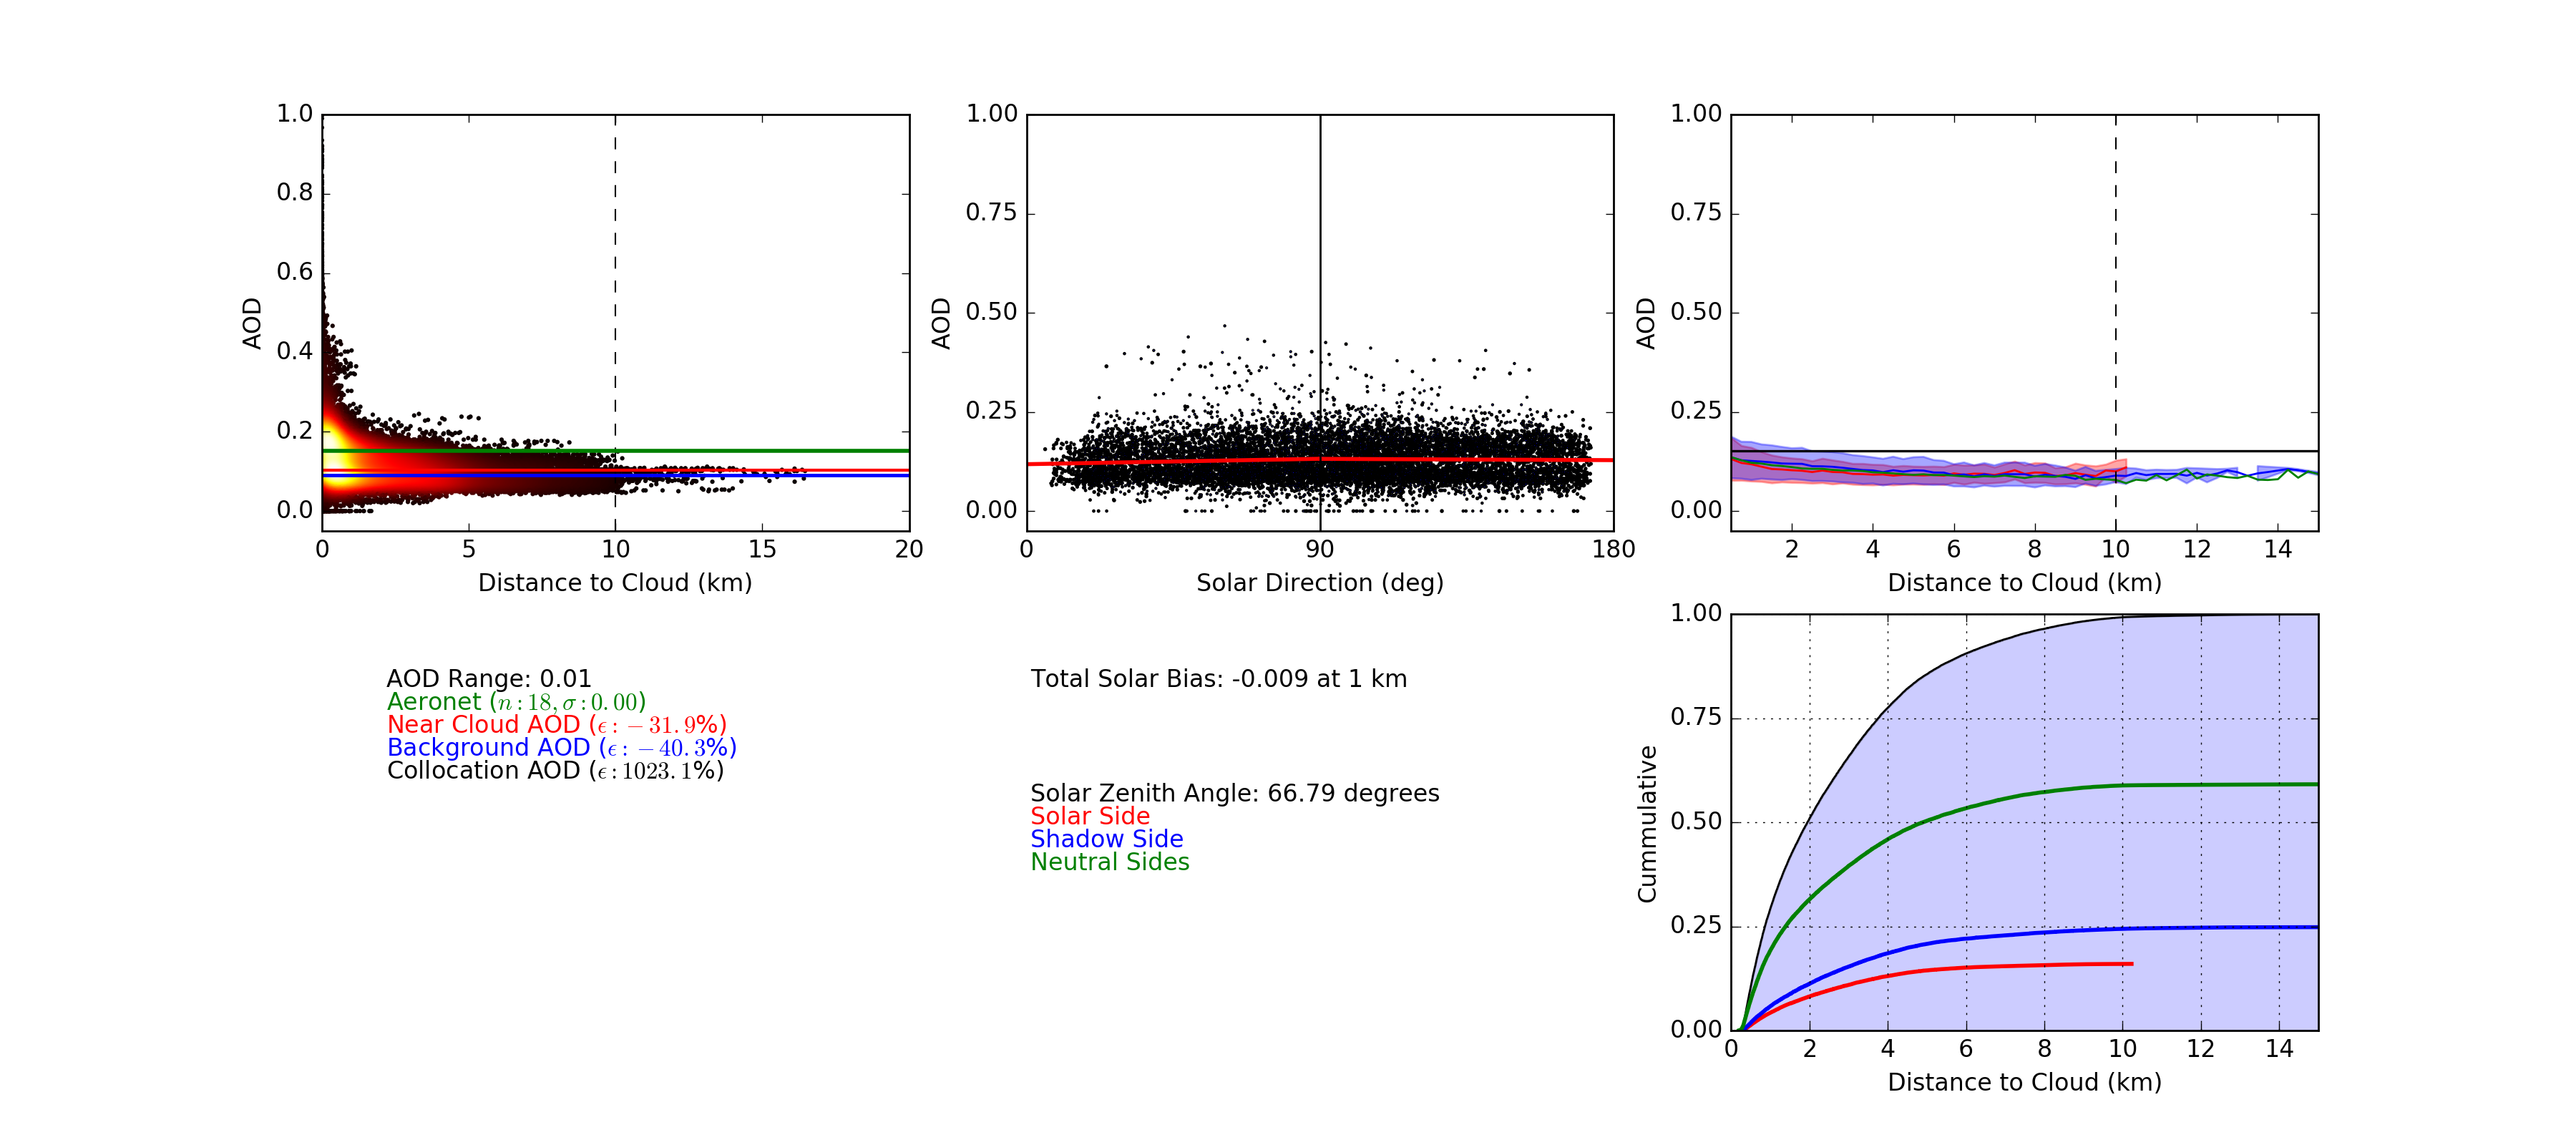 1.0
0.8
0.6
0.4
0.2
0.0
AOD
0 5 10 15 20
Distance to Cloud (km)
1.00
0.75
0.50
0.25
0.00
AOD
0 90 180
Solar Direction (deg)
1.00
0.75
0.50
0.25
0.00
AOD
2 4 6 8 10 12 14
Distance to Cloud (km)
AOD Range: 0.01
Aeronet (n : 18, σ : 0.00)
Near Cloud AOD (ϵ : −31.9%)
Background AOD (ϵ : −40.3%)
Collocation AOD (ϵ : 1023.1%)
Total Solar Bias: -0.009 at 1 km
Solar Zenith Angle: 66.79 degrees
Solar Side
Shadow Side
Neutral Sides
1.00
0.75
0.50
0.25
0.00
Cummulative
0 2 4 6 8 10 12 14
Distance to Cloud (km)